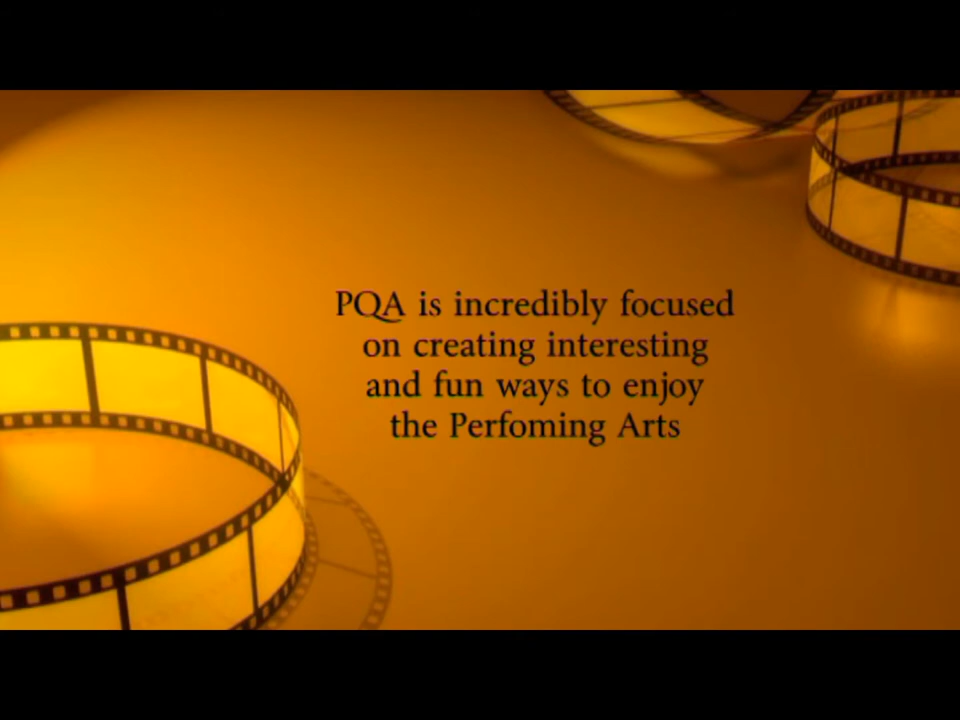 PQA is incredibly focused
on creating interesting
and fun ways to enjoy
the Perfoming Arts